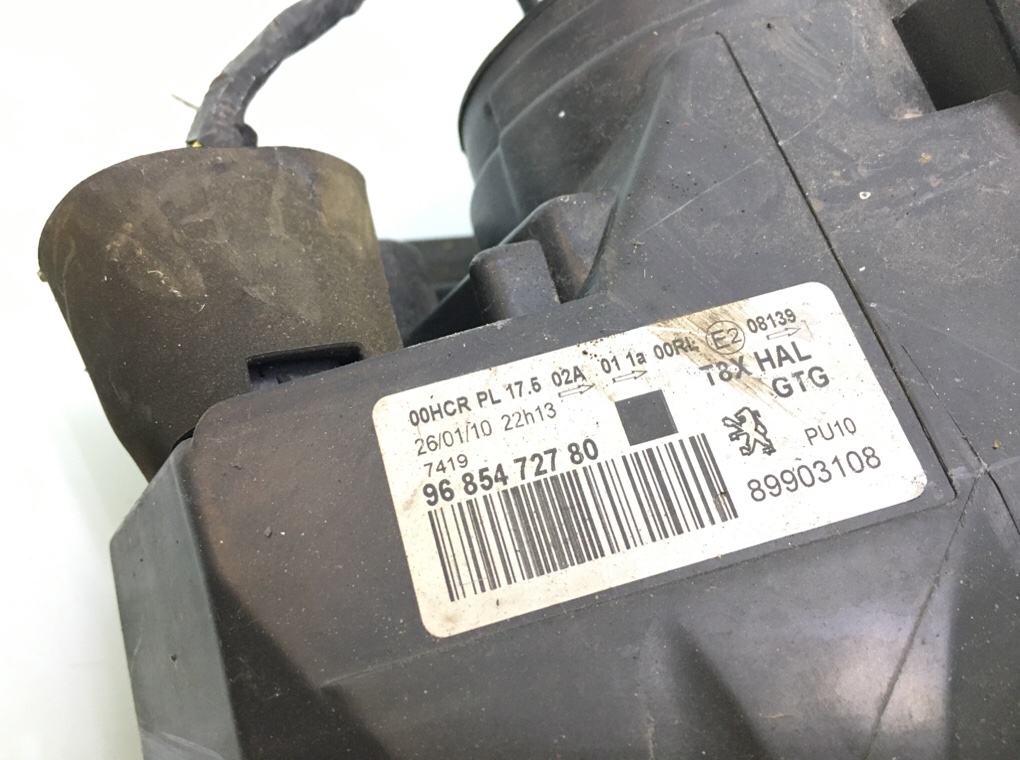 00HCR PL 17.5 02A 01 1a 00RL E2 08139
26/01/10 22h13
T8X HAL
GTG
7419
96 854 727 80
PU10
89903108